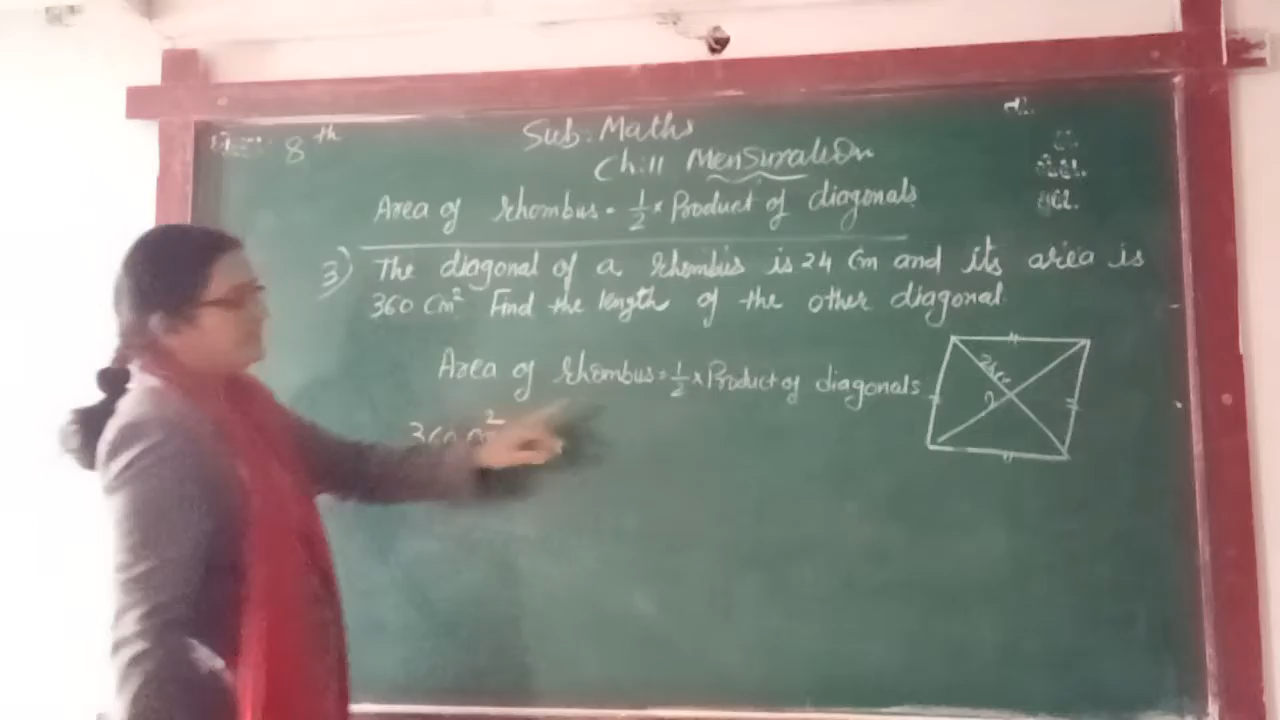 8th
Sub: Maths
Ch: 11 Mensuration
Area of rhombus = 1/2 × Product of diagonals
3) The diagonal of a rhombus is 24 Cm and its area is
360 Cm² Find the length of the other diagonal.
Area of rhombus = 1/2 × Product of diagonals
360
?